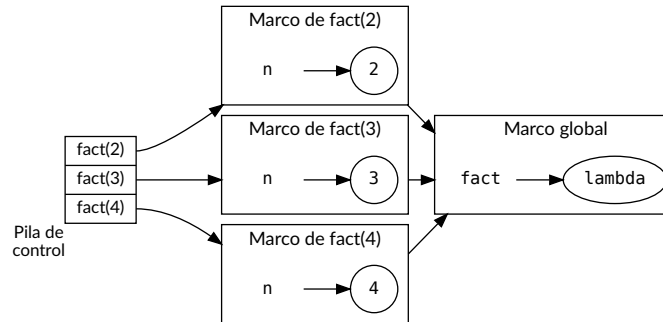 Marco de fact(2)
n 2
Marco de fact(3)
n 3
Marco de fact(4)
n 4
Marco global
fact lambda
fact(2)
fact(3)
fact(4)
Pila de
control